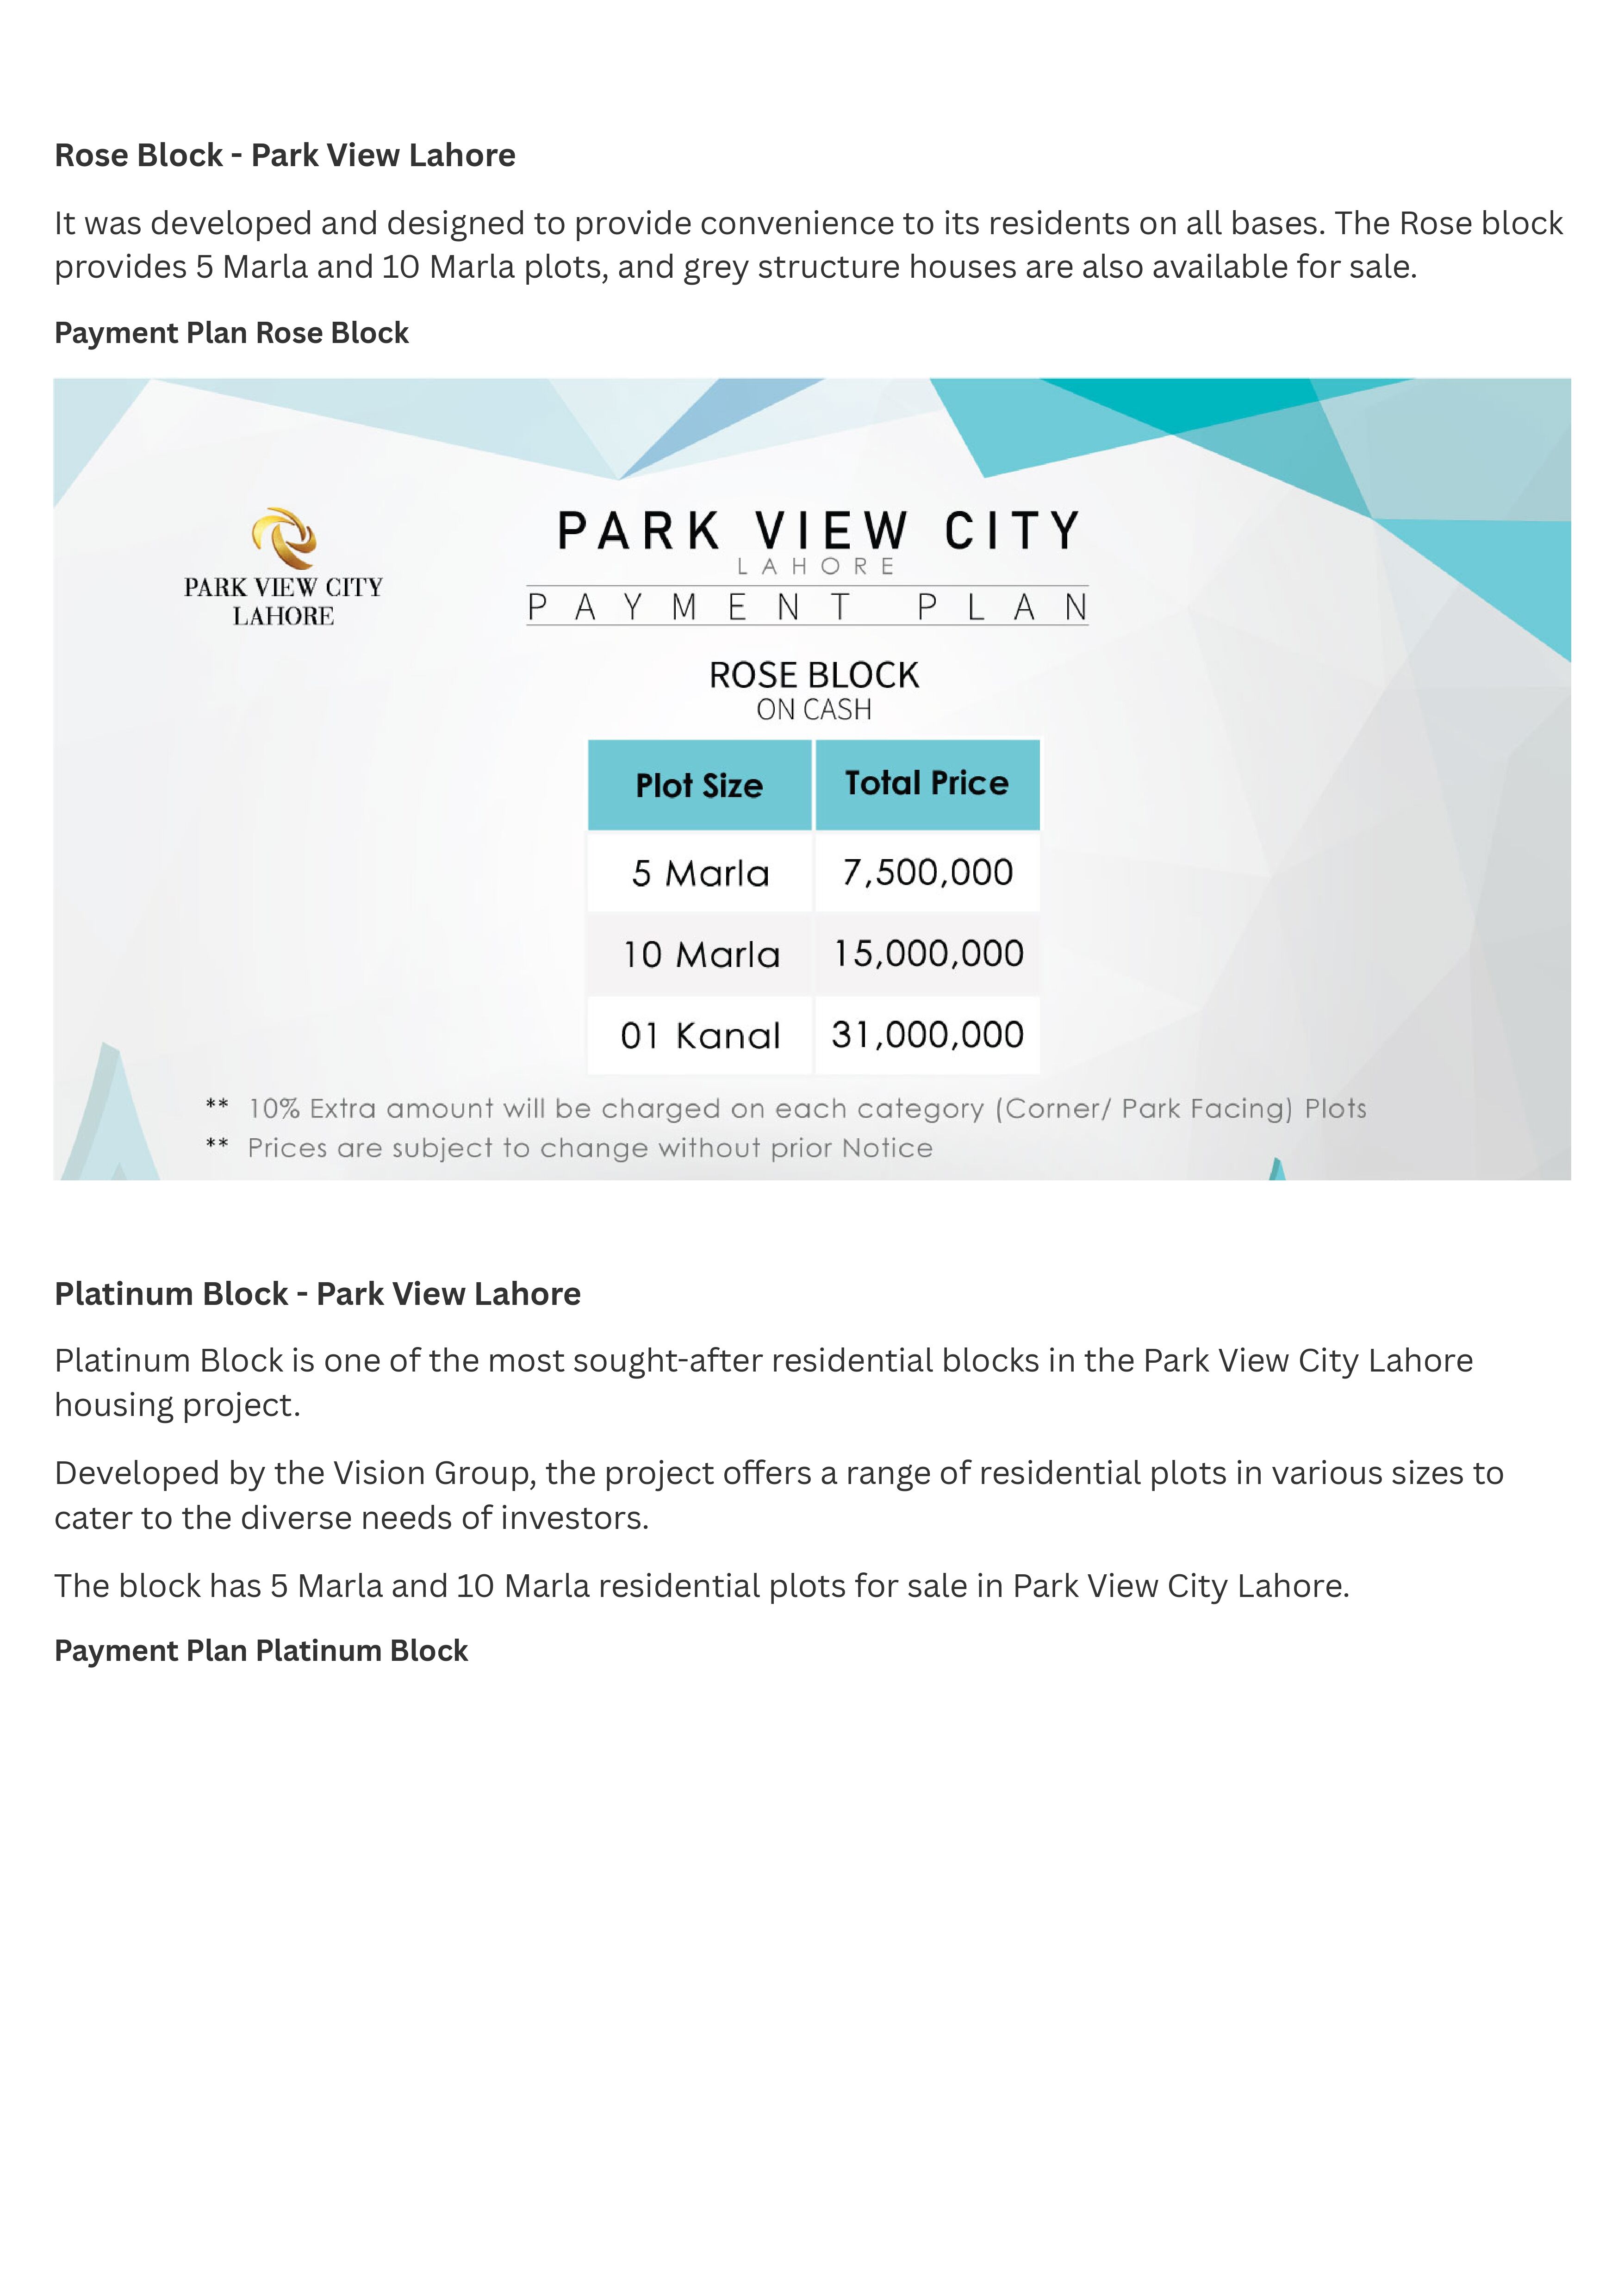 Rose Block - Park View Lahore
It was developed and designed to provide convenience to its residents on all bases. The Rose block
provides 5 Marla and 10 Marla plots, and grey structure houses are also available for sale.
Payment Plan Rose Block
PARK VIEW CITY
LAHORE
PARK VIEW CITY
LAHORE
PAYMENT PLAN
ROSE BLOCK
ON CASH
Plot Size Total Price
5 Marla 7,500,000
10 Marla 15,000,000
01 Kanal 31,000,000
** 10% Extra amount will be charged on each category (Corner/ Park Facing) Plots
** Prices are subject to change without prior Notice
Platinum Block - Park View Lahore
Platinum Block is one of the most sought-after residential blocks in the Park View City Lahore
housing project.
Developed by the Vision Group, the project offers a range of residential plots in various sizes to
cater to the diverse needs of investors.
The block has 5 Marla and 10 Marla residential plots for sale in Park View City Lahore.
Payment Plan Platinum Block